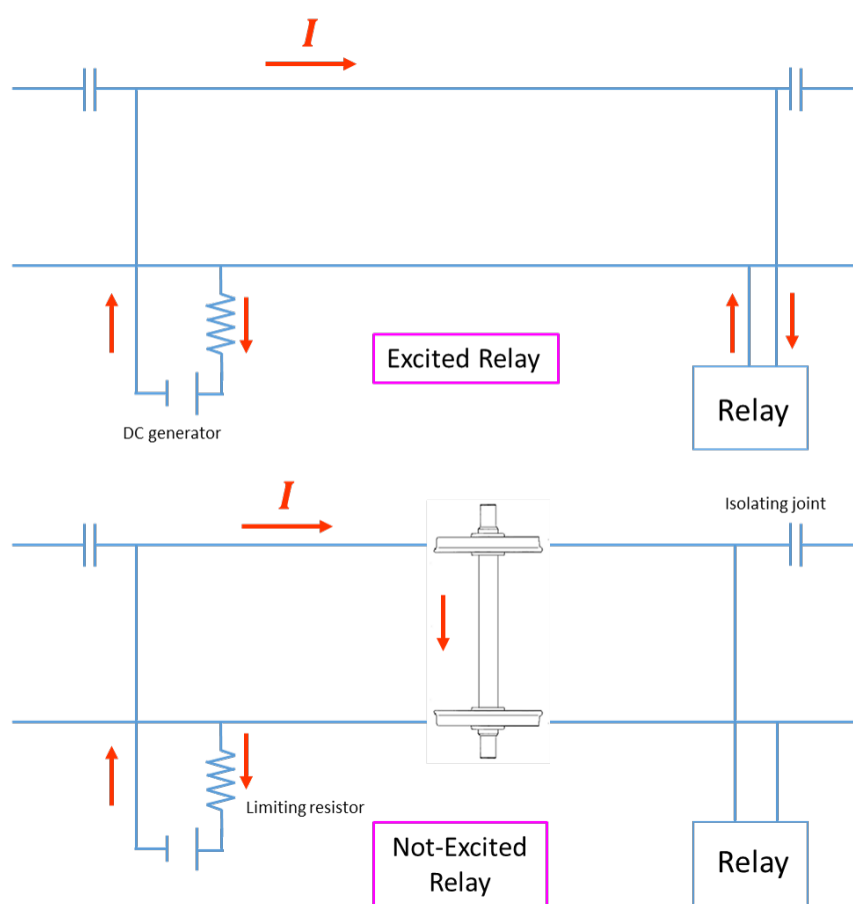 I
Excited Relay
Relay
DC generator
I
Isolating joint
Limiting resistor
Not-Excited
Relay
Relay